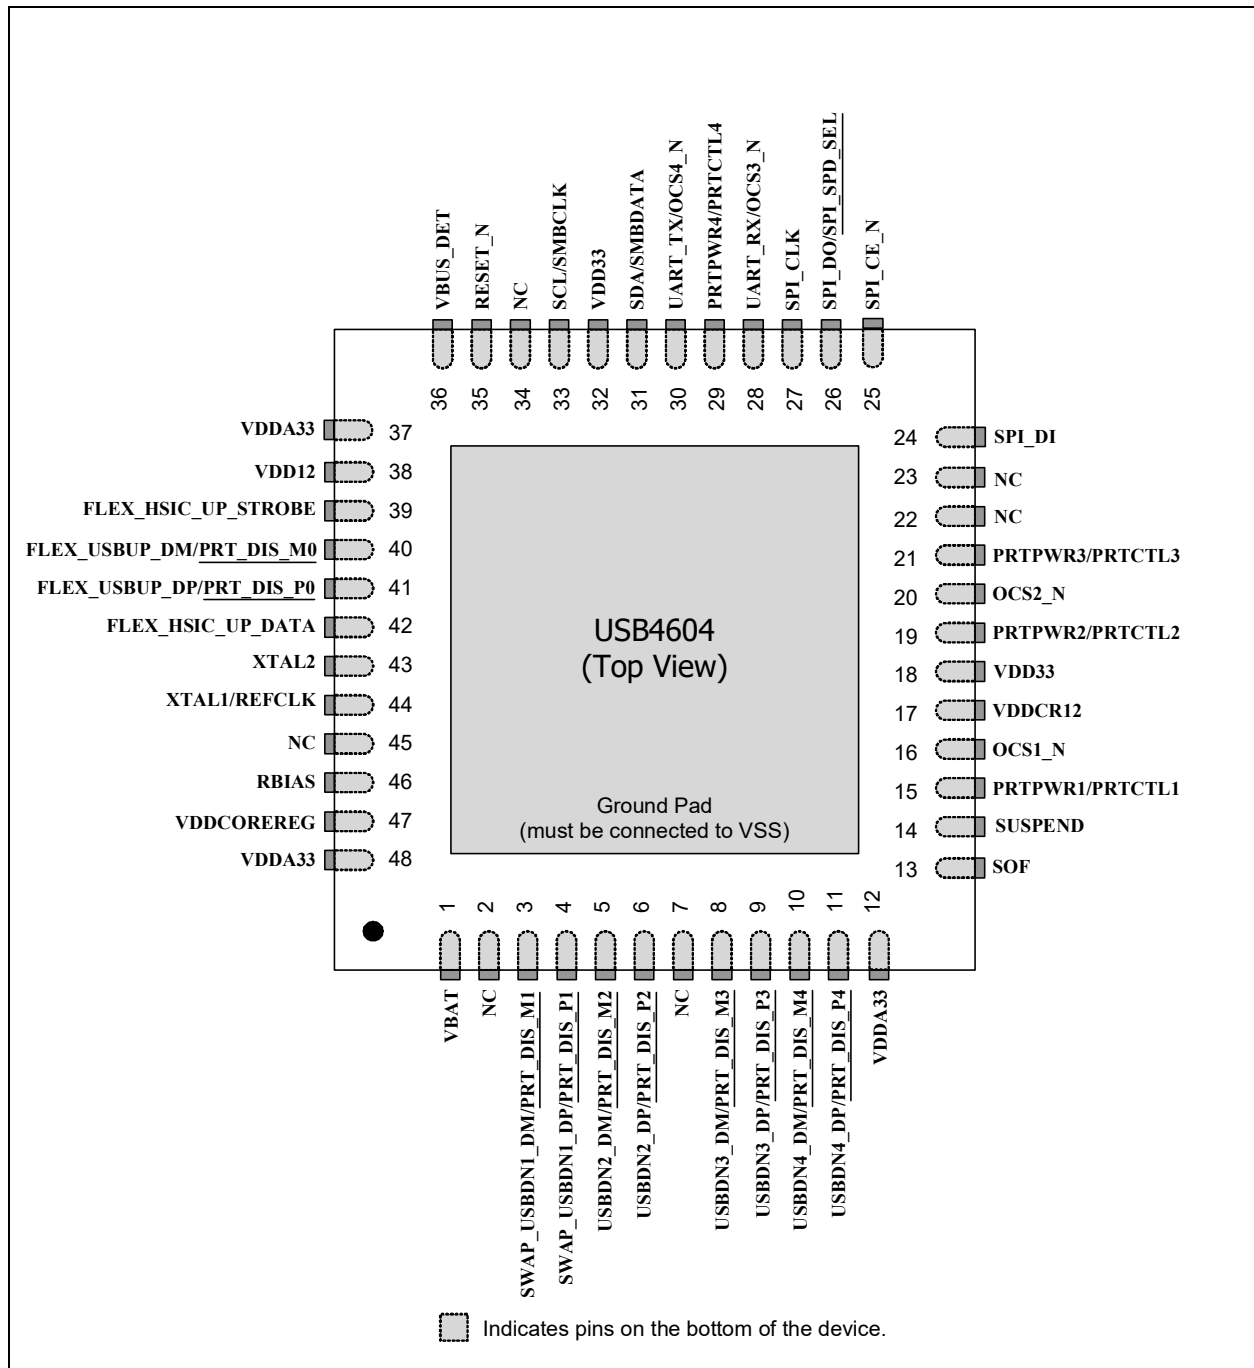 VBUS_DET
RESET_N
NC
SCL/SMBCLK
VDD33
SDA/SMBDATA
UART_TX/OCS4_N
PRTPWR4/PRTCTL4
UART_RX/OCS3_N
SPI_CLK
SPI_DO/SPI_SPD_SEL
SPI_CE_N
36
35
34
33
32
31
30
29
28
27
26
25
VDDA33 37
VDD12 38
FLEX_HSIC_UP_STROBE 39
FLEX_USBUP_DM/PRT_DIS_M0 40
FLEX_USBUP_DP/PRT_DIS_P0 41
FLEX_HSIC_UP_DATA 42
XTAL2 43
XTAL1/REFCLK 44
NC 45
RBIAS 46
VDDCOREREG 47
VDDA33 48
USB4604
(Top View)
Ground Pad
(must be connected to VSS)
24 SPI_DI
23 NC
22 NC
21 PRTPWR3/PRTCTL3
20 OCS2_N
19 PRTPWR2/PRTCTL2
18 VDD33
17 VDDCR12
16 OCS1_N
15 PRTPWR1/PRTCTL1
14 SUSPEND
13 SOF
1
2
3
4
5
6
7
8
9
10
11
12
VBAT
NC
SWAP_USBDN1_DM/PRT_DIS_M1
SWAP_USBDN1_DP/PRT_DIS_P1
USBDN2_DM/PRT_DIS_M2
USBDN2_DP/PRT_DIS_P2
NC
USBDN3_DM/PRT_DIS_M3
USBDN3_DP/PRT_DIS_P3
USBDN4_DM/PRT_DIS_M4
USBDN4_DP/PRT_DIS_P4
VDDA33
Indicates pins on the bottom of the device.